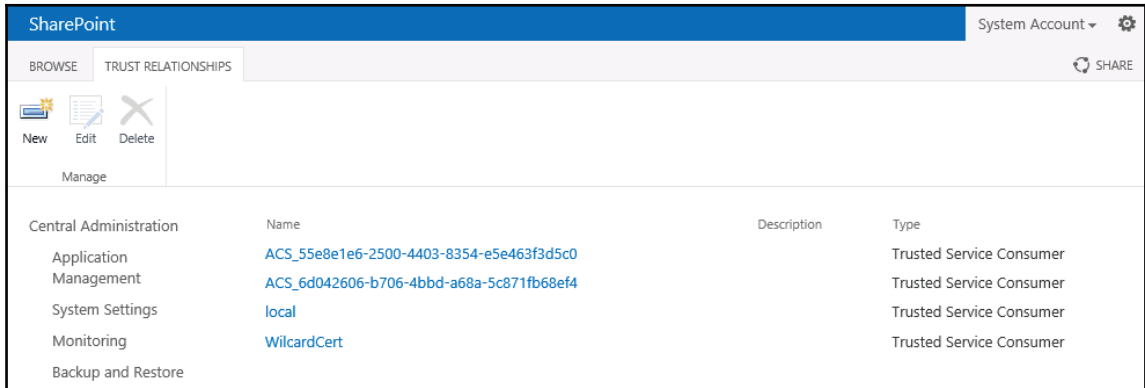 SharePoint
System Account
BROWSE TRUST RELATIONSHIPS
SHARE
New Edit Delete
Manage
Central Administration
Name Description Type
Application
Management
ACS_55e8e1e6-2500-4403-8354-e5e463f3d5c0 Trusted Service Consumer
ACS_6d042606-b706-4bbd-a68a-5c871fb68ef4 Trusted Service Consumer
System Settings
local Trusted Service Consumer
Monitoring
WilcardCert Trusted Service Consumer
Backup and Restore